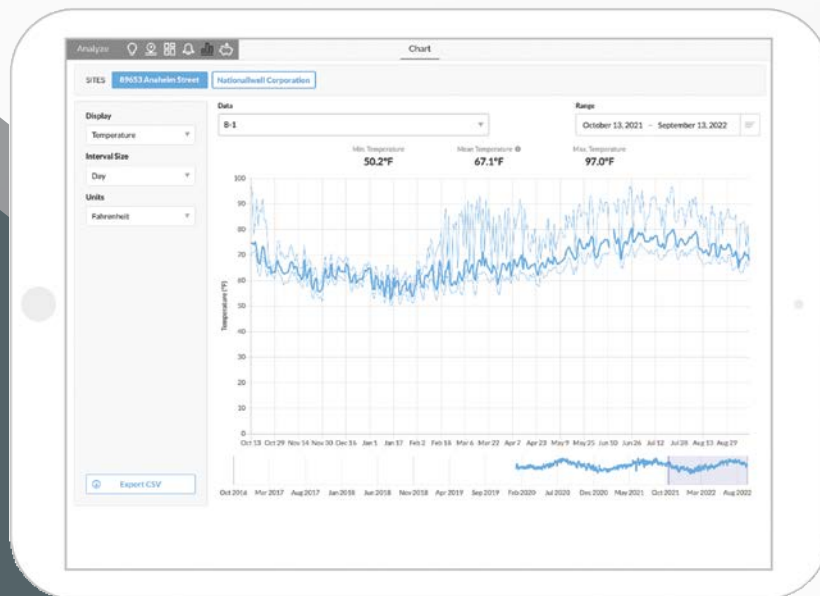 Analyze
Chart
SITES 89653 Anaheim Street Nationallwell Corporation
Display
Temperature
Interval Size
Day
Units
Fahrenheit
Export CSV
Data
B-1
Range
October 13, 2021 – September 13, 2022
Min. Temperature Mean Temperature Max. Temperature
50.2°F 67.1°F 97.0°F
Temperature (°F)
100
90
80
70
60
50
40
30
20
10
0
Oct 13 Oct 29 Nov 14 Nov 30 Dec 16 Jan 1 Jan 17 Feb 2 Feb 18 Mar 6 Mar 22 Apr 7 Apr 23 May 9 May 25 Jun 10 Jun 26 Jul 12 Jul 28 Aug 13 Aug 29
Oct 2016 Mar 2017 Aug 2017 Jan 2018 Jun 2018 Nov 2018 Apr 2019 Sep 2019 Feb 2020 Jul 2020 Dec 2020 May 2021 Oct 2021 Mar 2022 Aug 2022